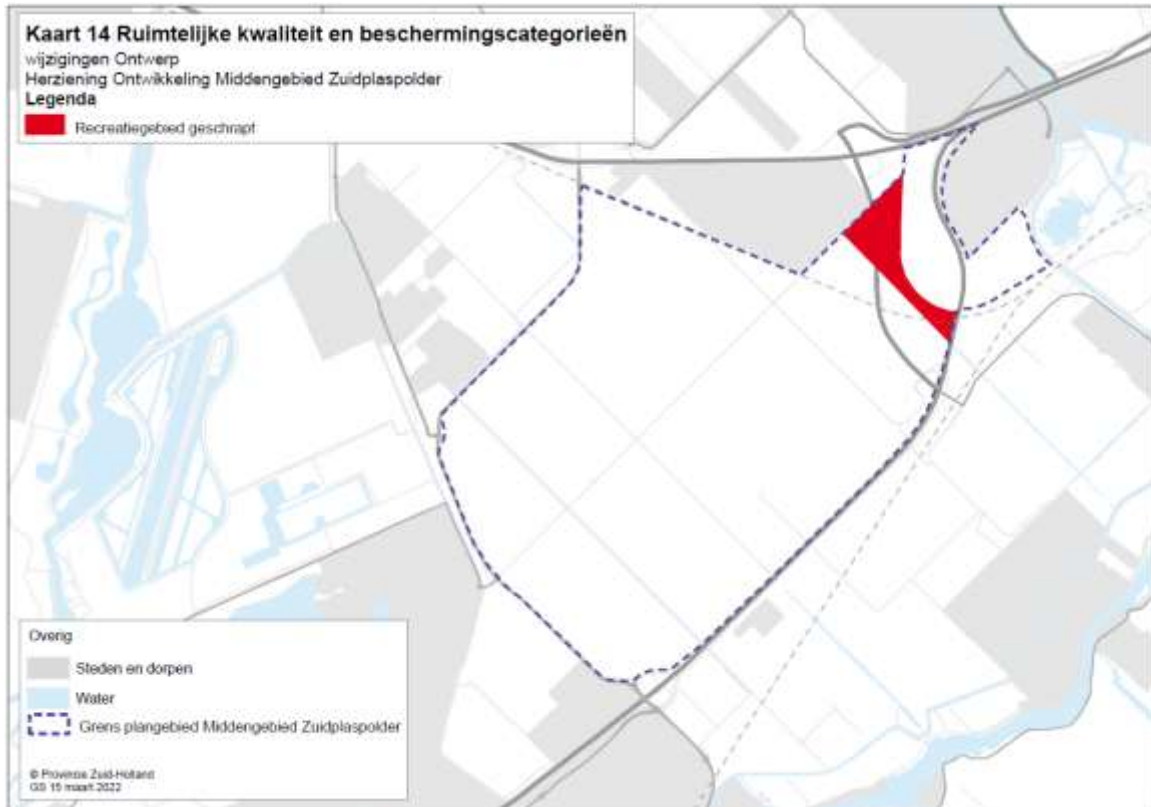 Kaart 14 Ruimtelijke kwaliteit en beschermingscategorieën
wijzigingen Ontwerp
Herziening Ontwikkeling Middengebied Zuidplaspolder
Legenda
Recreatiegebied geschrapt
Overig
Steden en dorpen
Water
Grens plangebied Middengebied Zuidplaspolder
© Provincie Zuid-Holland
GS 15 maart 2022